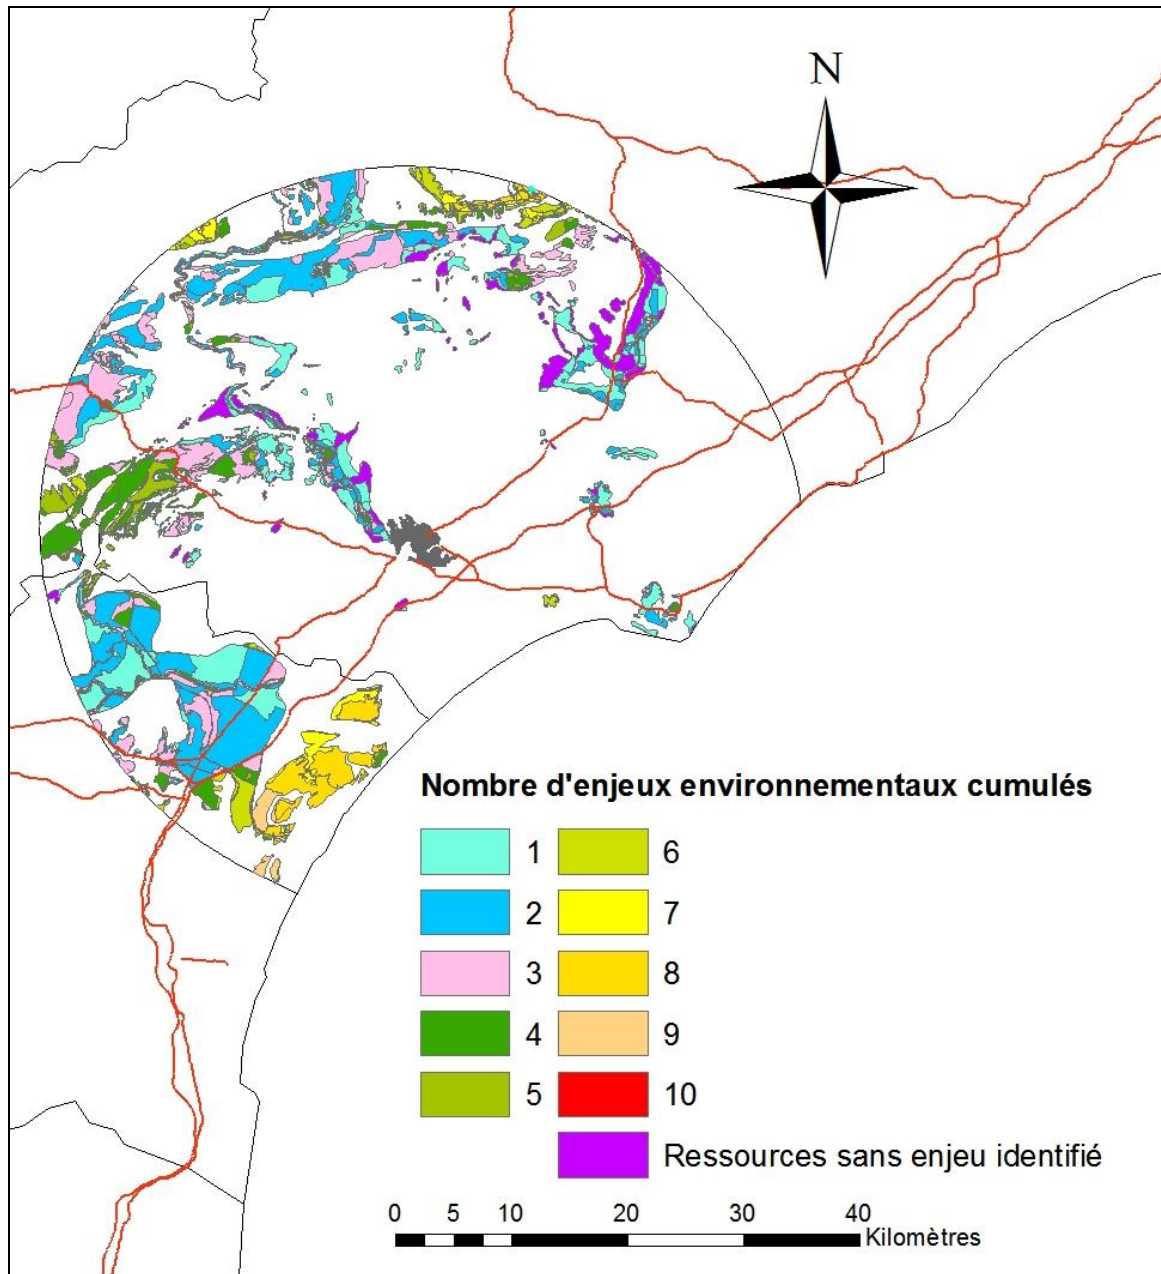 N
Nombre d'enjeux environnementaux cumulés
1 6
2 7
3 8
4 9
5 10
Ressources sans enjeu identifié
0 5 10 20 30 40
Kilomètres